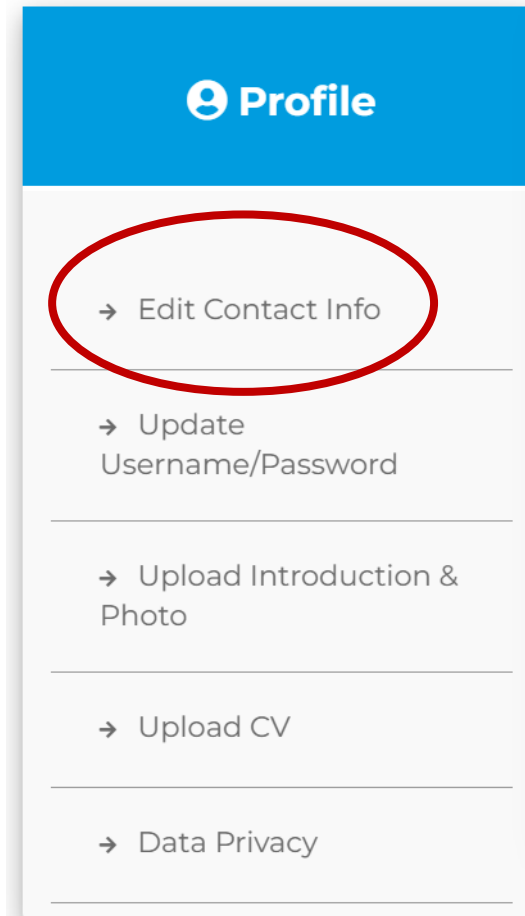 Profile
→ Edit Contact Info
→ Update
Username/Password
→ Upload Introduction &
Photo
→ Upload CV
→ Data Privacy